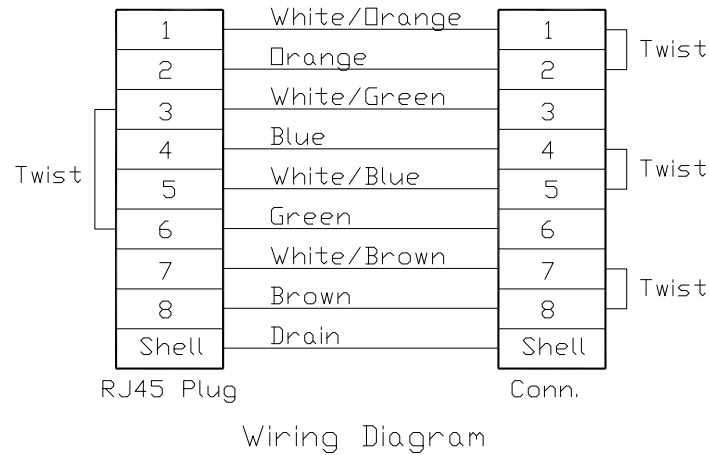 1 White/Orange 1 Twist
2 Orange 2
3 White/Green 3
4 Blue 4 Twist
Twist 5 White/Blue 5
6 Green 6
7 White/Brown 7 Twist
8 Brown 8
Shell Drain Shell
RJ45 Plug Conn.
Wiring Diagram